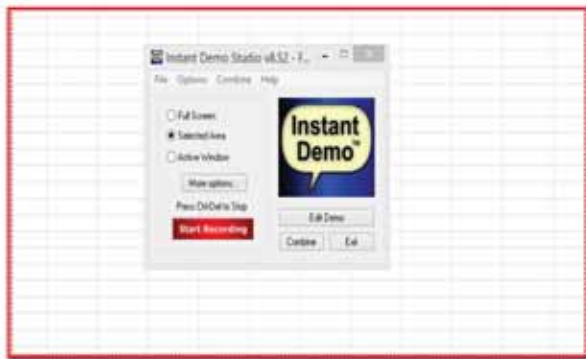 Instant Demo Studio v8.52 - F...
File Options Combine Help
Full Screen
Selected Area
Active Window
More options...
Press Ctrl-Del to Stop
Start Recording
Instant
Demo™
Edit Demo
Combine Exit